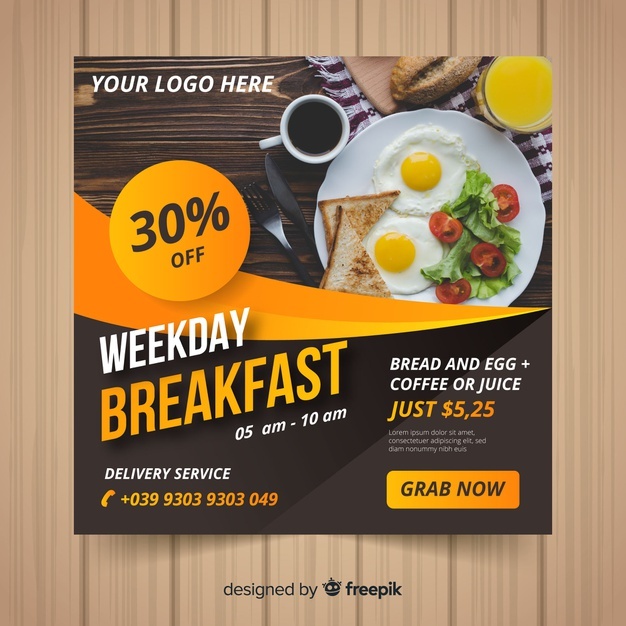 YOUR LOGO HERE
30%
OFF
WEEKDAY
BREAKFAST
05 am - 10 am
BREAD AND EGG +
COFFEE OR JUICE
JUST $5,25
Lorem ipsum dolor sit amet,
consectetuer adipiscing elit, sed
diam nonummy nibh euis
DELIVERY SERVICE
+039 9303 9303 049
GRAB NOW
designed by freepik